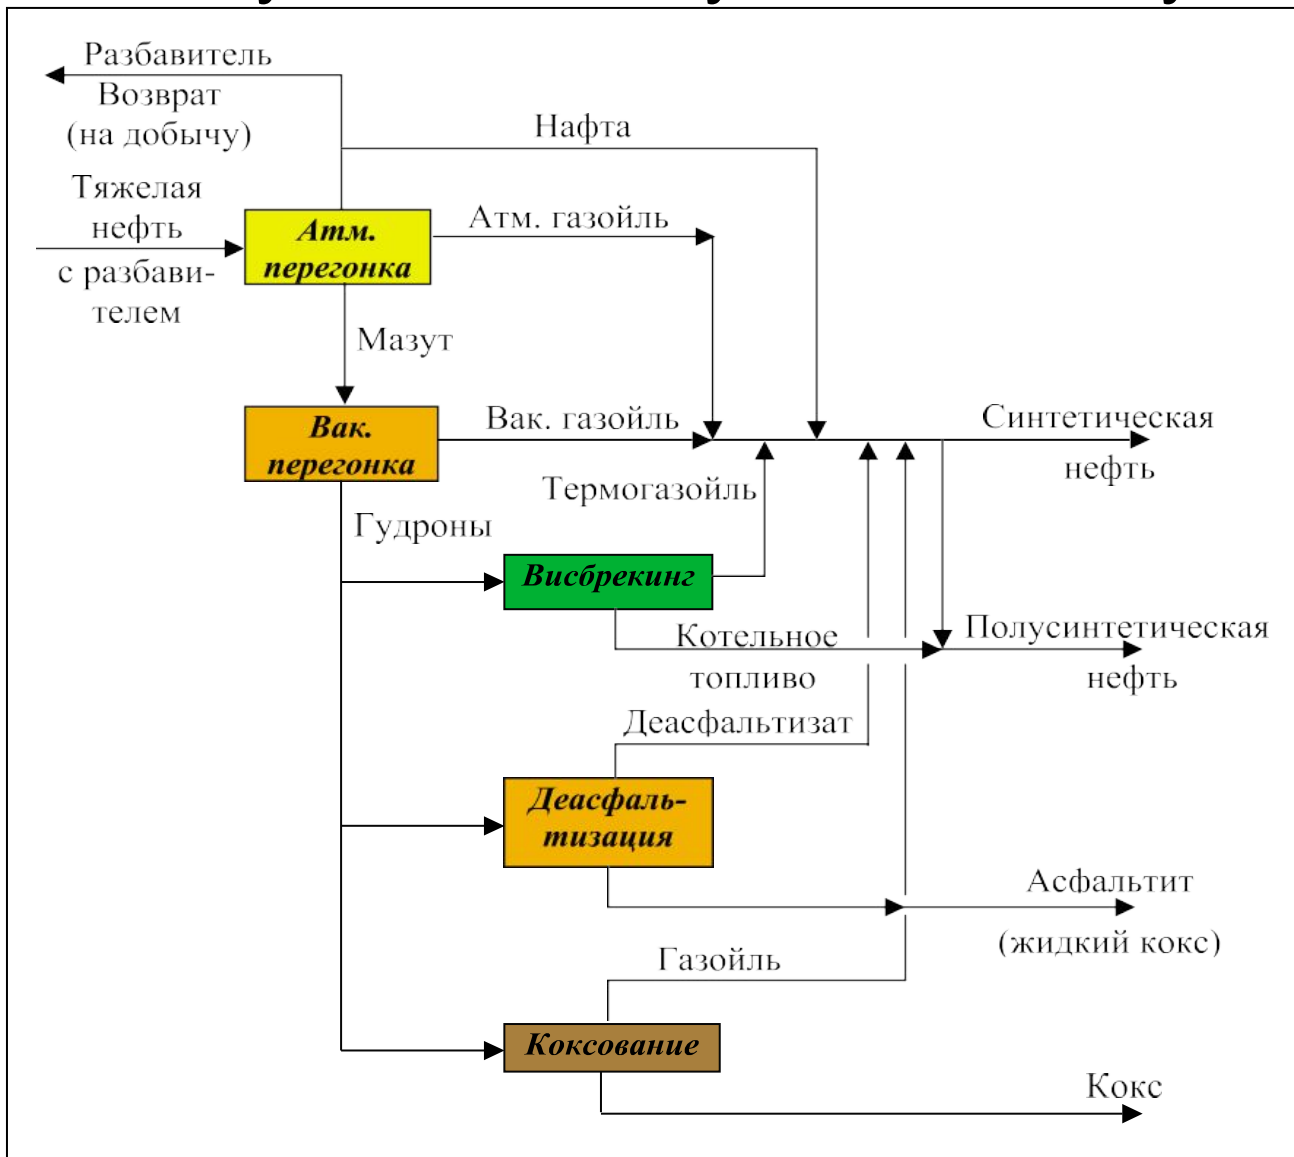 Разбавитель
Возврат
(на добычу)
Нафта
Тяжелая
нефть
с разбави-
телем
Атм.
перегонка
Атм. газойль
Мазут
Вак.
перегонка
Вак. газойль
Синтетическая
нефть
Термогазойль
Гудроны
Висбрекинг
Котельное
топливо
Полусинтетическая
нефть
Деасфальтизат
Деасфаль-
тизация
Асфальтит
(жидкий кокс)
Газойль
Коксование
Кокс